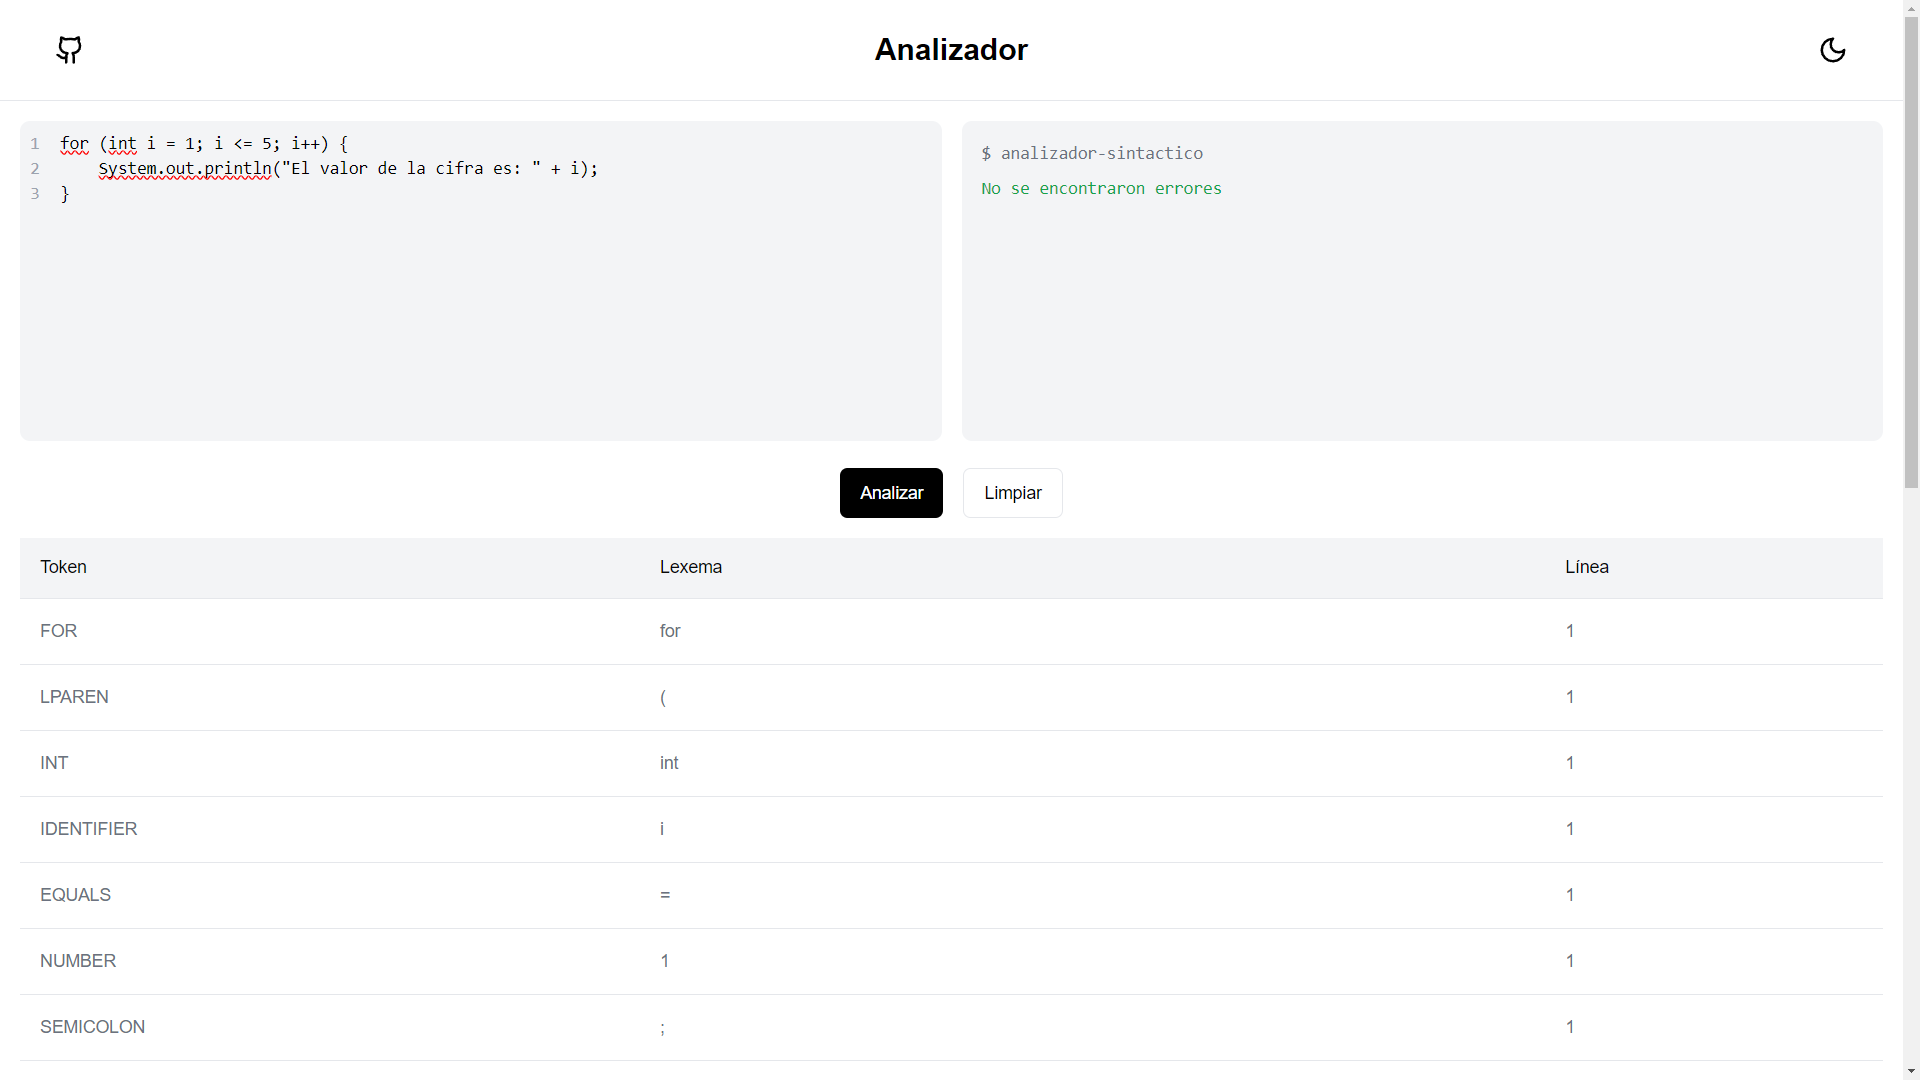 Analizador
1 for (int i = 1; i <= 5; i++) {
2     System.out.println("El valor de la cifra es: " + i);
3 }
$ analizador-sintactico
No se encontraron errores
Analizar Limpiar
Token Lexema Línea
FOR for 1
LPAREN ( 1
INT int 1
IDENTIFIER i 1
EQUALS = 1
NUMBER 1 1
SEMICOLON ; 1